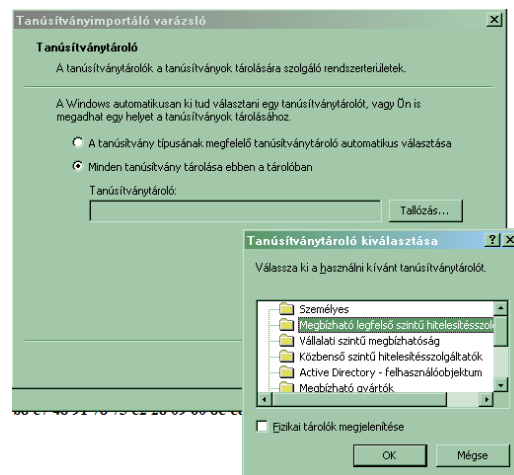 Tanúsítványimportáló varázsló
Tanúsítványtároló
A tanúsítványtárolók a tanúsítványok tárolására szolgáló rendszerterületek.
A Windows automatikusan ki tud választani egy tanúsítványtárolót, vagy Ön is
megadhat egy helyet a tanúsítványok tárolásához.
A tanúsítvány típusának megfelelő tanúsítványtároló automatikus választása
Minden tanúsítvány tárolása ebben a tárolóban
Tanúsítványtároló:
Tallózás...
Tanúsítványtároló kiválasztása
Válassza ki a használni kívánt tanúsítványtárolót.
Személyes
Megbízható legfelső szintű hitelesítésszol
Vállalati szintű megbízhatóság
Közbenső szintű hitelesítésszolgáltatók
Active Directory - felhasználóobjektum
Megbízható gyártók
Fizikai tárolók megjelenítése
OK
Mégse